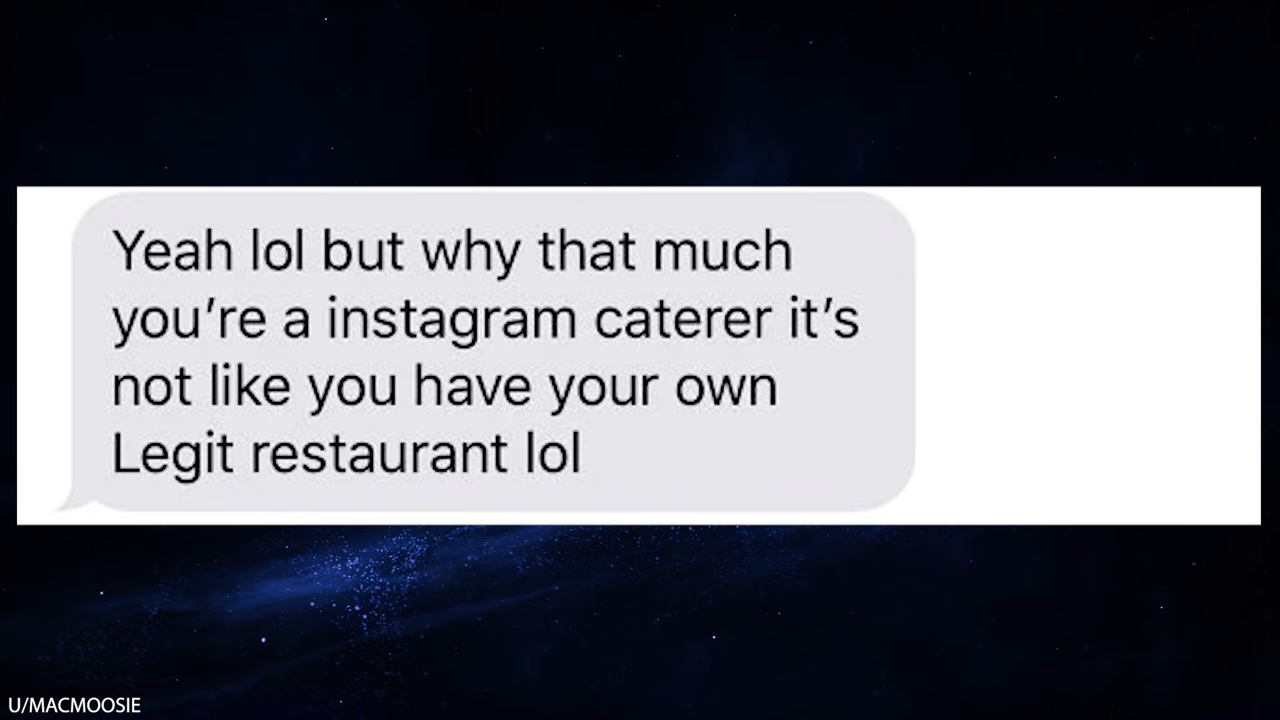 Yeah lol but why that much
you’re a instagram caterer it’s
not like you have your own
Legit restaurant lol
U/MACMOOSIE